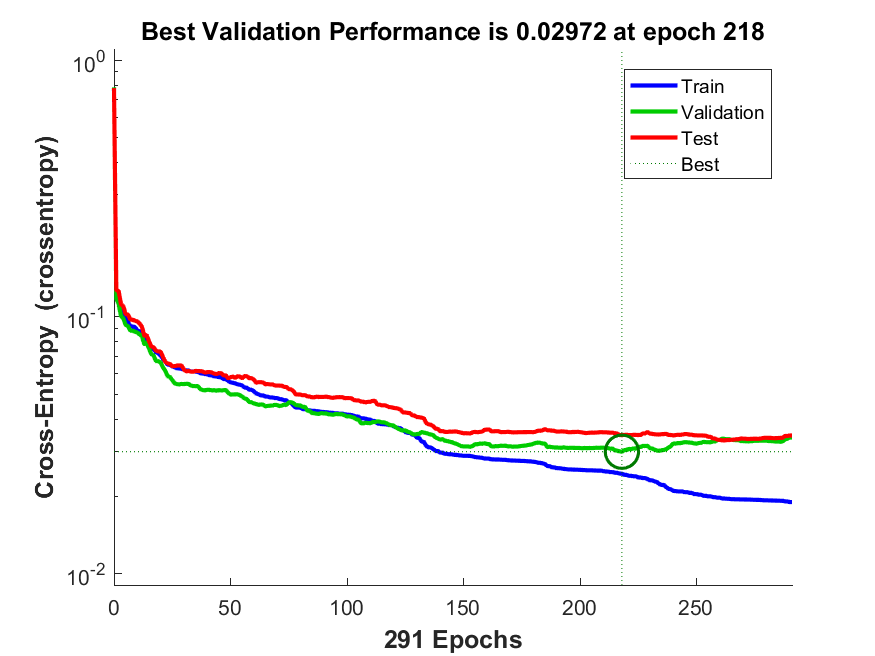 Best Validation Performance is 0.02972 at epoch 218
Train
Validation
Test
Best
Cross-Entropy (crossentropy)
10^0
10^-1
10^-2
0 50 100 150 200 250
291 Epochs